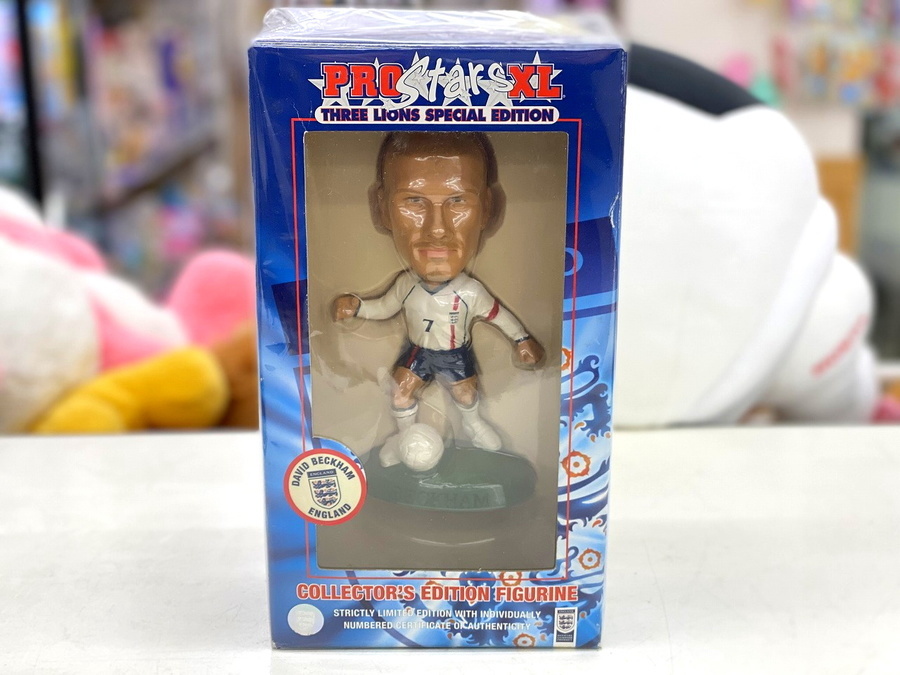 PROStarsXL
THREE LIONS SPECIAL EDITION
7
DAVID BECKHAM
ENGLAND
ENGLAND
COLLECTOR'S EDITION FIGURINE
STRICTLY LIMITED EDITION WITH INDIVIDUALLY
NUMBERED CERTIFICATE OF AUTHENTICITY